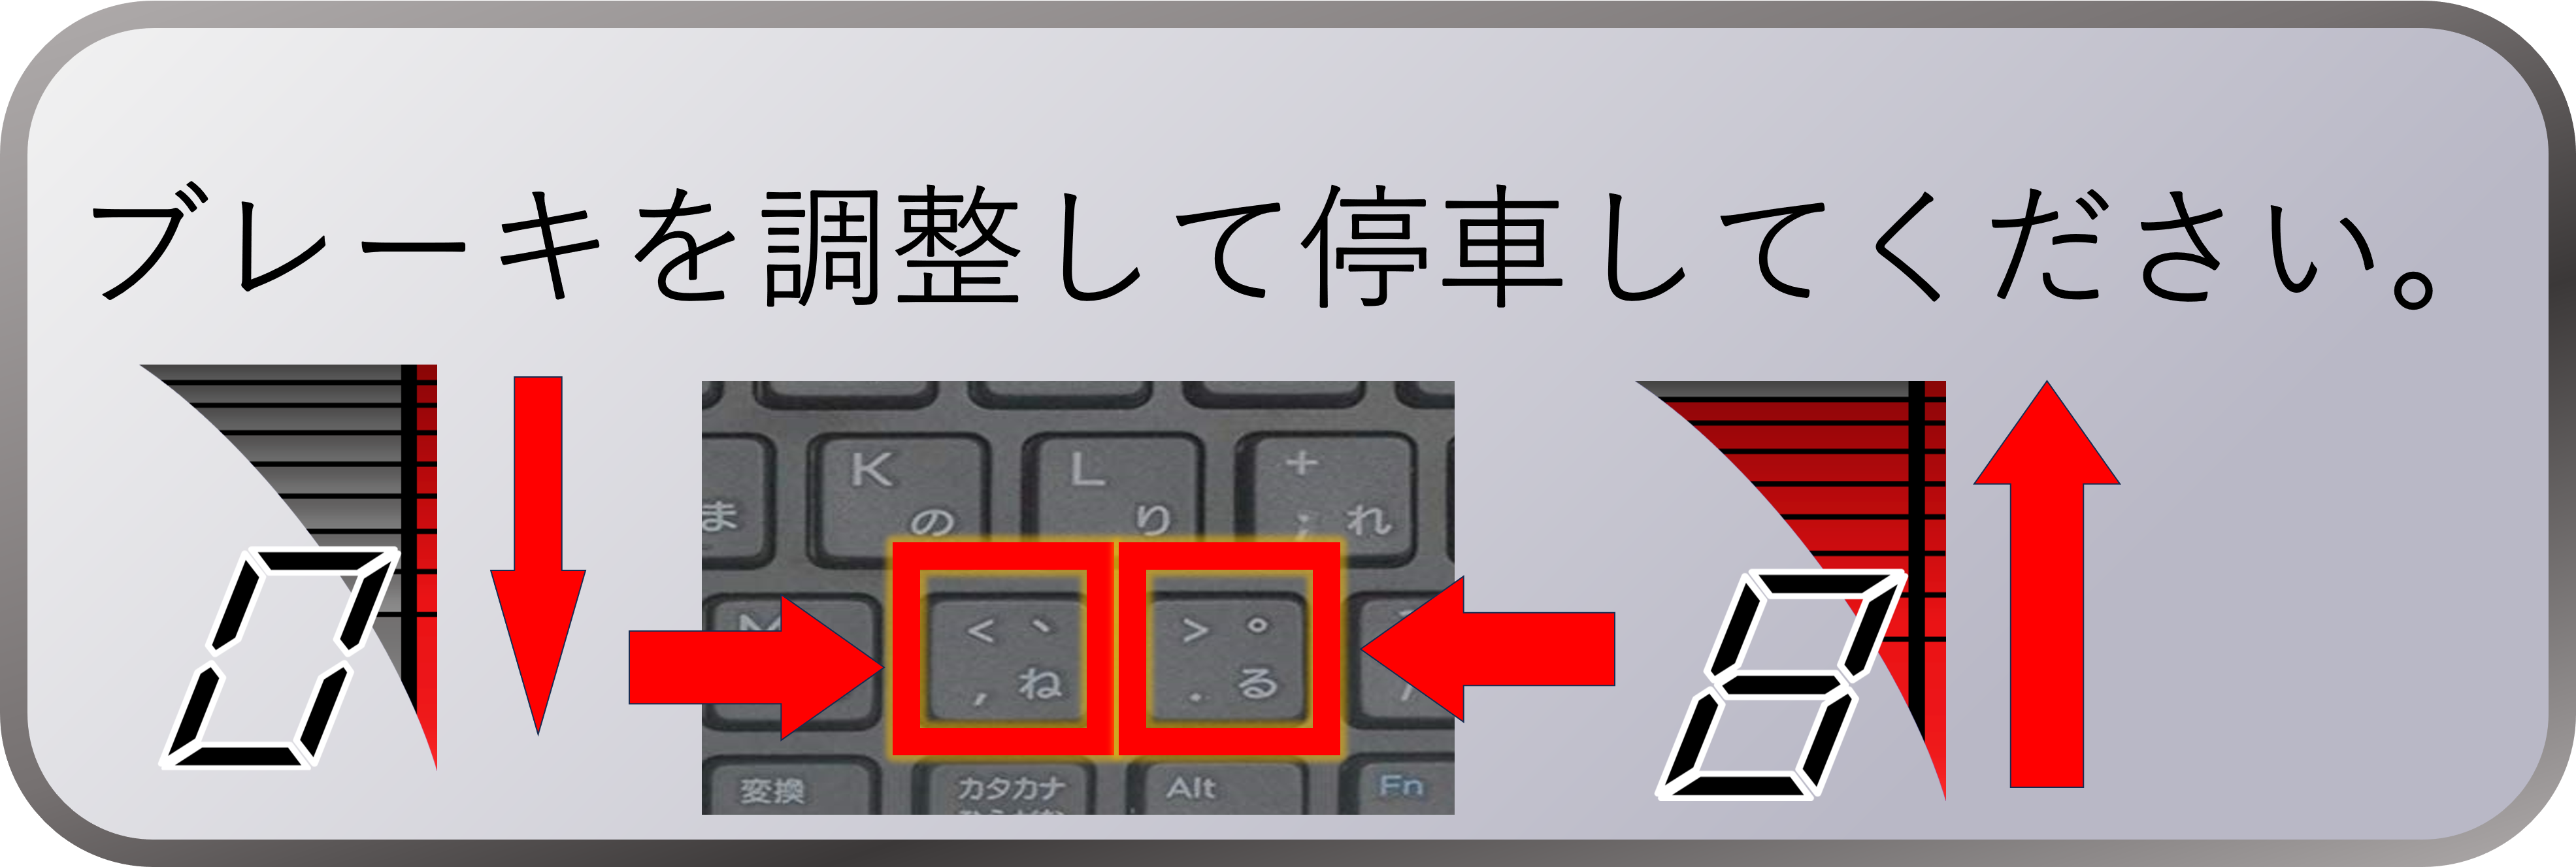 ブレーキを調整して停車してください。
K の L り + ; れ ま
M < 、 , ね > 。 . る
変換 カタカナ Alt Fn
0 8